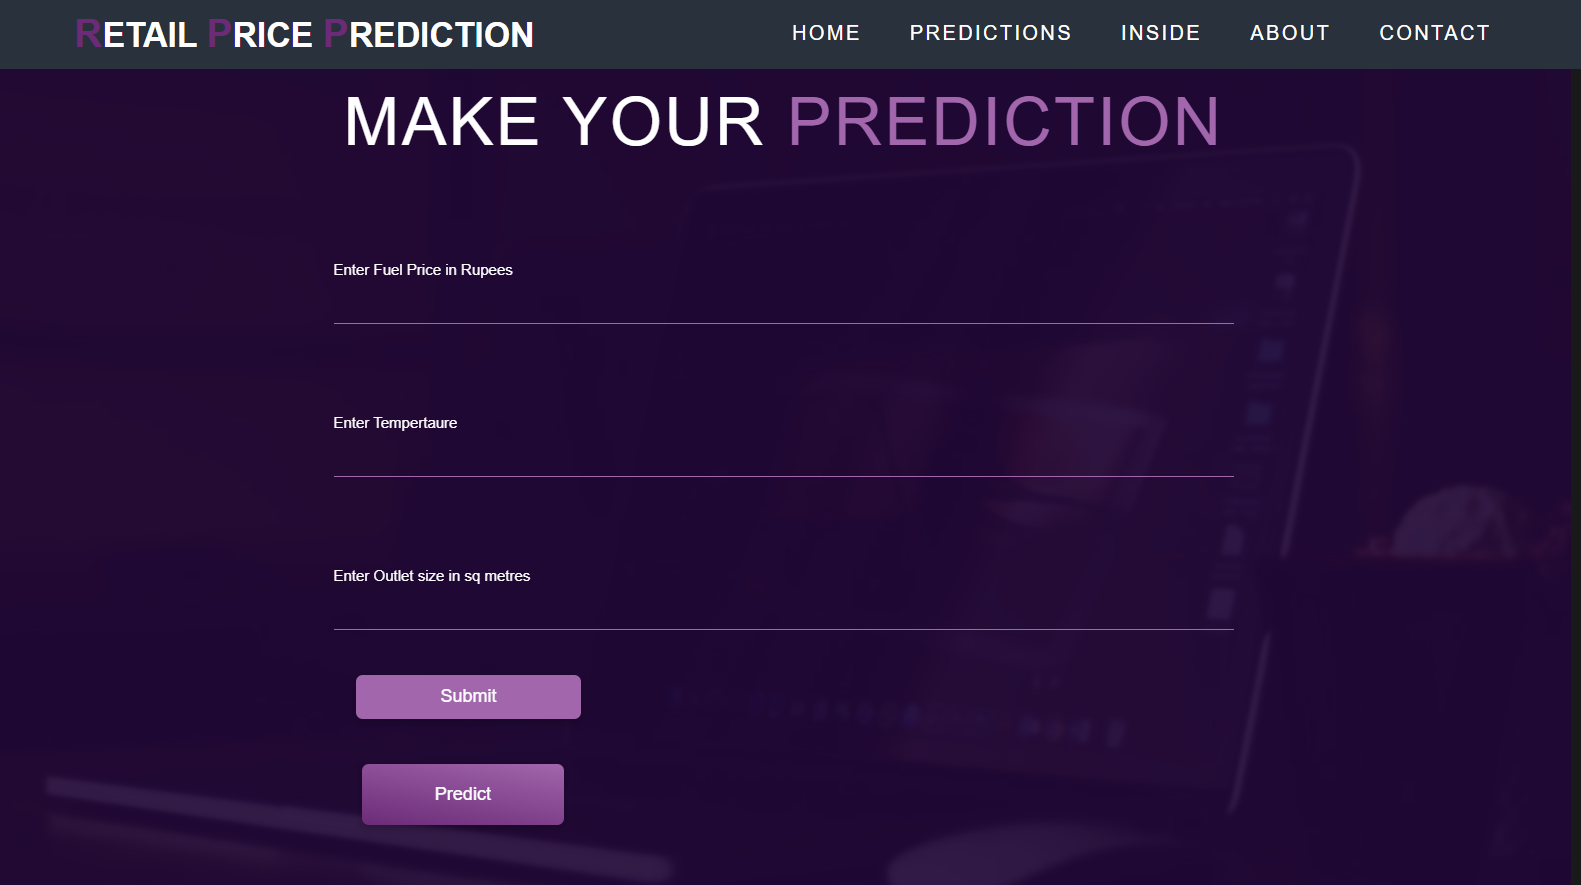 RETAIL PRICE PREDICTION
HOME PREDICTIONS INSIDE ABOUT CONTACT
MAKE YOUR PREDICTION
Enter Fuel Price in Rupees
Enter Tempertaure
Enter Outlet size in sq metres
Submit
Predict